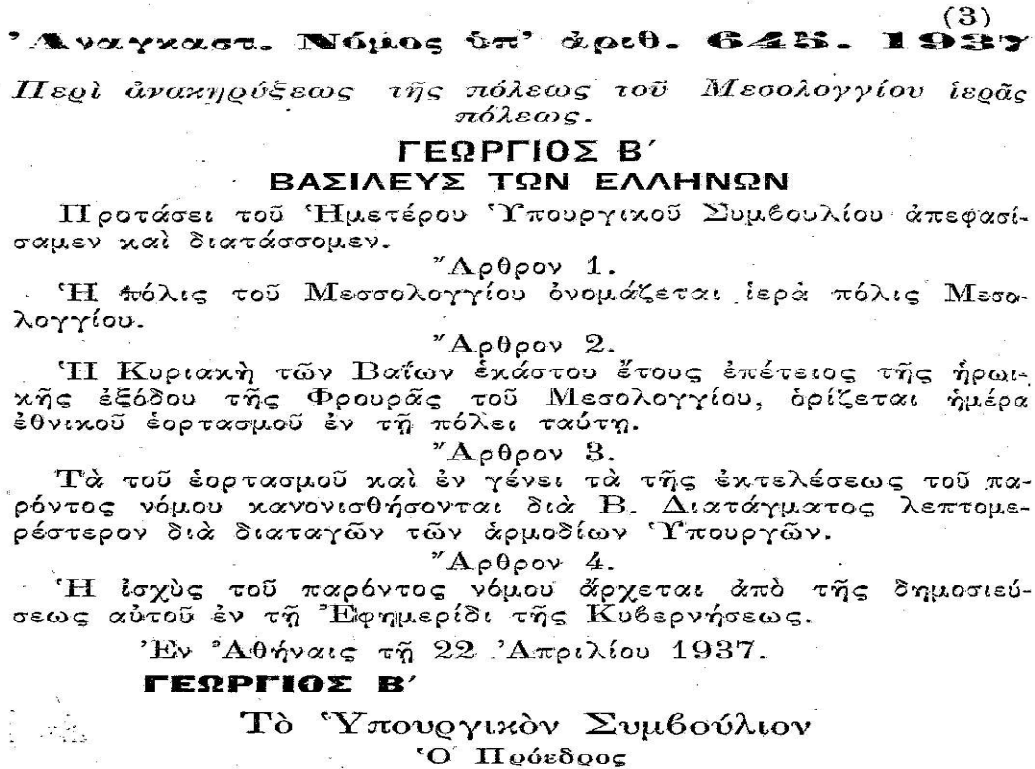 (3)
Ἀναγκαστ. Νόμος ὑπ' ἀριθ. 645. 1937
Περὶ ἀνακηρύξεως τῆς πόλεως τοῦ Μεσολογγίου ἱερᾶς
πόλεως.
ΓΕΩΡΓΙΟΣ Β′
ΒΑΣΙΛΕΥΣ ΤΩΝ ΕΛΛΗΝΩΝ
Προτάσει τοῦ Ἡμετέρου Ὑπουργικοῦ Συμβουλίου ἀπεφασί-
σαμεν καὶ διατάσσομεν.
Ἄρθρον 1.
Ἡ πόλις τοῦ Μεσσολογγίου ὀνομάζεται ἱερὰ πόλις Μεσο-
λογγίου.
Ἄρθρον 2.
Ἡ Κυριακὴ τῶν Βαΐων ἑκάστου ἔτους ἐπέτειος τῆς ἡρωι-
κῆς ἐξόδου τῆς Φρουρᾶς τοῦ Μεσολογγίου, ὁρίζεται ἡμέρα
ἐθνικοῦ ἑορτασμοῦ ἐν τῇ πόλει ταύτῃ.
Ἄρθρον 3.
Τὰ τοῦ ἑορτασμοῦ καὶ ἐν γένει τὰ τῆς ἐκτελέσεως τοῦ πα-
ρόντος νόμου κανονισθήσονται διὰ Β. Διατάγματος λεπτομε-
ρέστερον διὰ διαταγῶν τῶν ἁρμοδίων Ὑπουργῶν.
Ἄρθρον 4.
Ἡ ἰσχὺς τοῦ παρόντος νόμου ἄρχεται ἀπὸ τῆς δημοσιεύ-
σεως αὐτοῦ ἐν τῇ Ἐφημερίδι τῆς Κυβερνήσεως.
Ἐν Ἀθήναις τῇ 22 Ἀπριλίου 1937.
ΓΕΩΡΓΙΟΣ Β′
Τὸ Ὑπουργικὸν Συμβούλιον
Ὁ Πρόεδρος